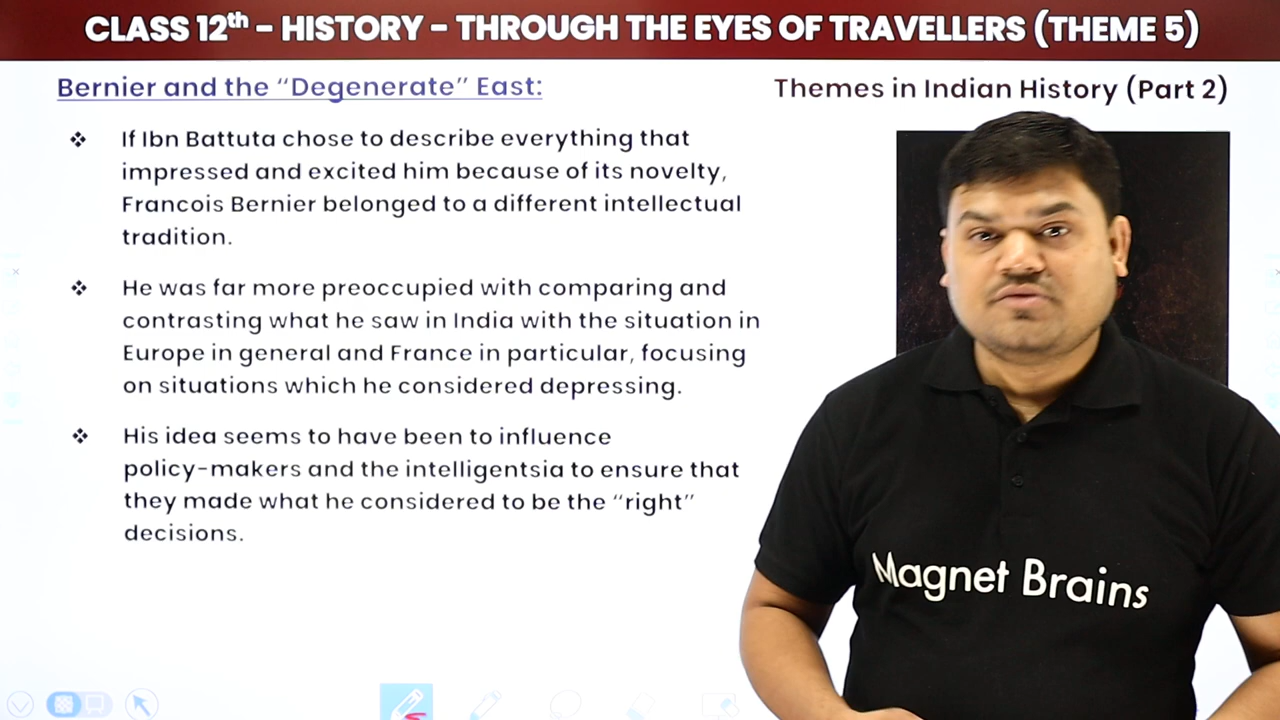 CLASS 12th – HISTORY – THROUGH THE EYES OF TRAVELLERS (THEME 5)
Bernier and the “Degenerate” East:
Themes in Indian History (Part 2)
❖ If Ibn Battuta chose to describe everything that
impressed and excited him because of its novelty,
Francois Bernier belonged to a different intellectual
tradition.
❖ He was far more preoccupied with comparing and
contrasting what he saw in India with the situation in
Europe in general and France in particular, focusing
on situations which he considered depressing.
❖ His idea seems to have been to influence
policy-makers and the intelligentsia to ensure that
they made what he considered to be the “right”
decisions.
Magnet Brains